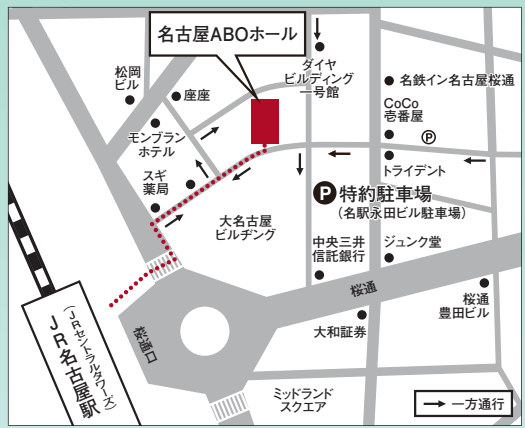 名古屋ABOホール
松岡
ビル
座座
ダイヤ
ビルディング
一号館
名鉄イン名古屋桜通
CoCo
壱番屋
P
モンブラン
ホテル
トライデント
スギ
薬局
P 特約駐車場
(名駅永田ビル駐車場)
大名古屋
ビルヂング
中央三井
信託銀行
ジュンク堂
桜通
桜通
豊田ビル
大和証券
桜通口
JR名古屋駅
(JRセントラルタワーズ)
ミッドランド
スクエア
→ 一方通行